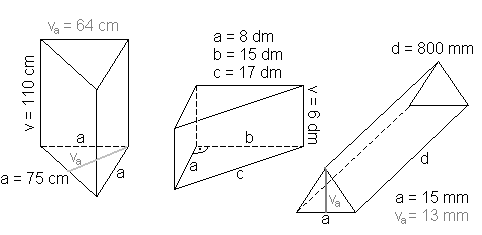 vₐ = 64 cm
v = 110 cm
a
vₐ
a = 75 cm
a
a = 8 dm
b = 15 dm
c = 17 dm
v = 6 dm
b
a
c
d = 800 mm
d
vₐ
a
a = 15 mm
vₐ = 13 mm